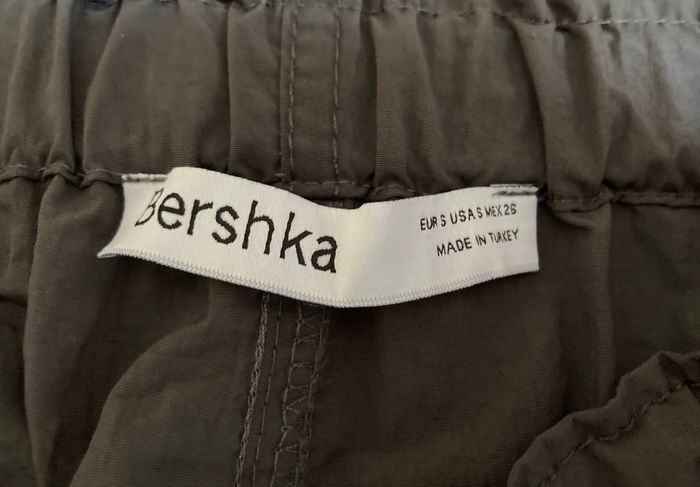 Bershka
EUR S USA S MEX 26
MADE IN TURKEY